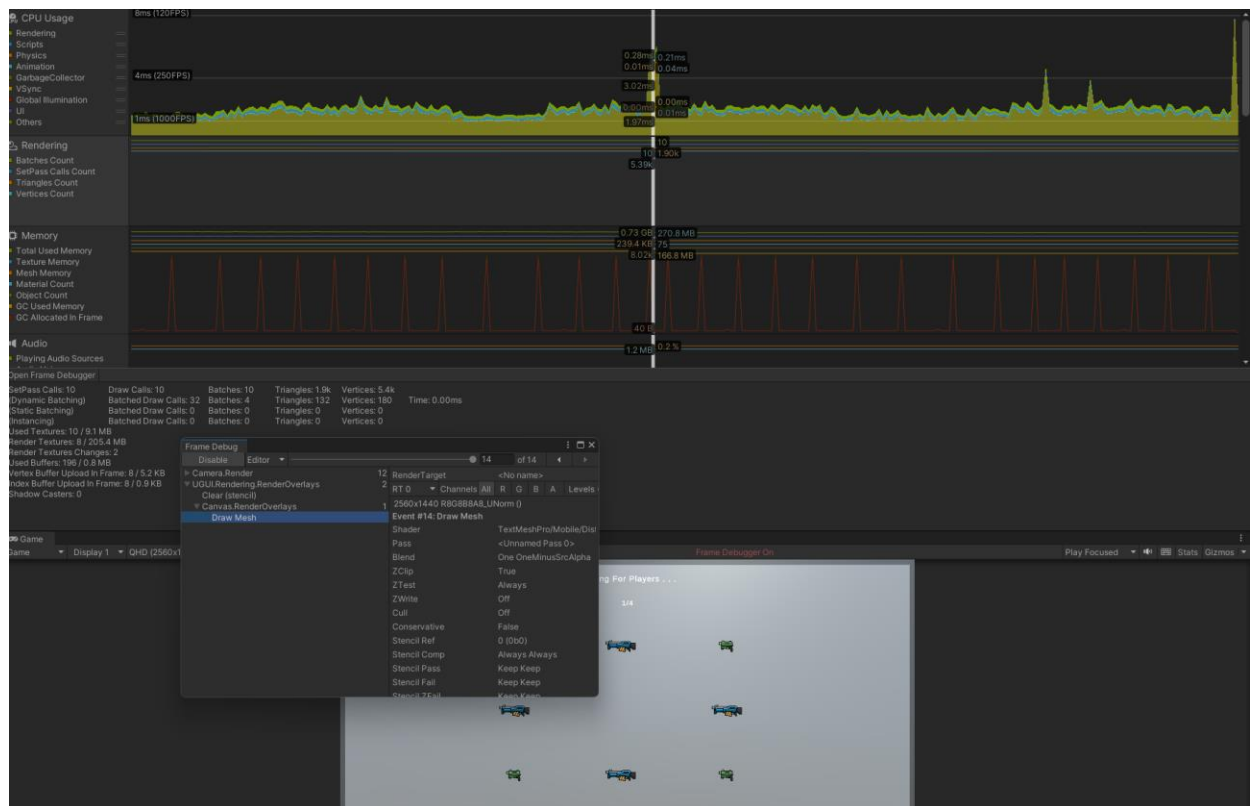 CPU Usage
Rendering
Scripts
Physics
Animation
GarbageCollector
VSync
Global Illumination
UI
Others
8ms (120FPS)
4ms (250FPS)
1ms (1000FPS)
0.28ms 0.21ms
0.01ms 0.04ms
3.02ms
0.00ms 0.00ms
0.01ms
1.97ms
Rendering
Batches Count
SetPass Calls Count
Triangles Count
Vertices Count
10
10 1.90k
5.39k
Memory
Total Used Memory
Texture Memory
Mesh Memory
Material Count
Object Count
GC Used Memory
GC Allocated In Frame
0.73 GB 270.8 MB
239.4 KB 75
8.02k 166.8 MB
40 B
Audio
Playing Audio Sources
1.2 MB 0.2 %
Open Frame Debugger
SetPass Calls: 10 Draw Calls: 10 Batches: 10 Triangles: 1.9k Vertices: 5.4k
(Dynamic Batching) Batched Draw Calls: 32 Batches: 4 Triangles: 132 Vertices: 180 Time: 0.00ms
(Static Batching) Batched Draw Calls: 0 Batches: 0 Triangles: 0 Vertices: 0
(Instancing) Batched Draw Calls: 0 Batches: 0 Triangles: 0 Vertices: 0
Used Textures: 10 / 9.1 MB
Render Textures: 8 / 205.4 MB
Render Textures Changes: 2
Used Buffers: 196 / 0.8 MB
Vertex Buffer Upload In Frame: 8 / 5.2 KB
Index Buffer Upload In Frame: 8 / 0.9 KB
Shadow Casters: 0
Frame Debug
Disable Editor 14 of 14
Camera.Render 12
UGUI.Rendering.RenderOverlays 2
Clear (stencil)
Canvas.RenderOverlays 1
Draw Mesh
RenderTarget <No name>
RT 0 Channels All R G B A Levels
2560x1440 R8G8B8A8_UNorm ()
Event #14: Draw Mesh
Shader TextMeshPro/Mobile/Dist
Pass <Unnamed Pass 0>
Blend One OneMinusSrcAlpha
ZClip True
ZTest Always
ZWrite Off
Cull Off
Conservative False
Stencil Ref 0 (0b0)
Stencil Comp Always Always
Stencil Pass Keep Keep
Stencil Fail Keep Keep
Stencil ZFail Keep Keep
Game
Game Display 1 QHD (2560x1 Frame Debugger On Play Focused Stats Gizmos
ng For Players . . .
1/4